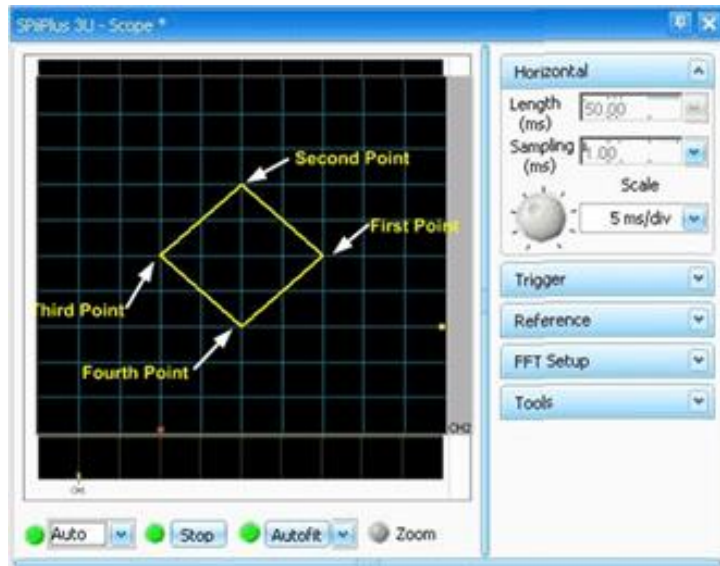 SPiiPlus 3U - Scope *
Second Point
First Point
Third Point
Fourth Point
CH2
CH1
Auto
Stop
Autofit
Zoom
Horizontal
Length
(ms)
50.00
Sampling
(ms)
1.00
Scale
5 ms/div
Trigger
Reference
FFT Setup
Tools